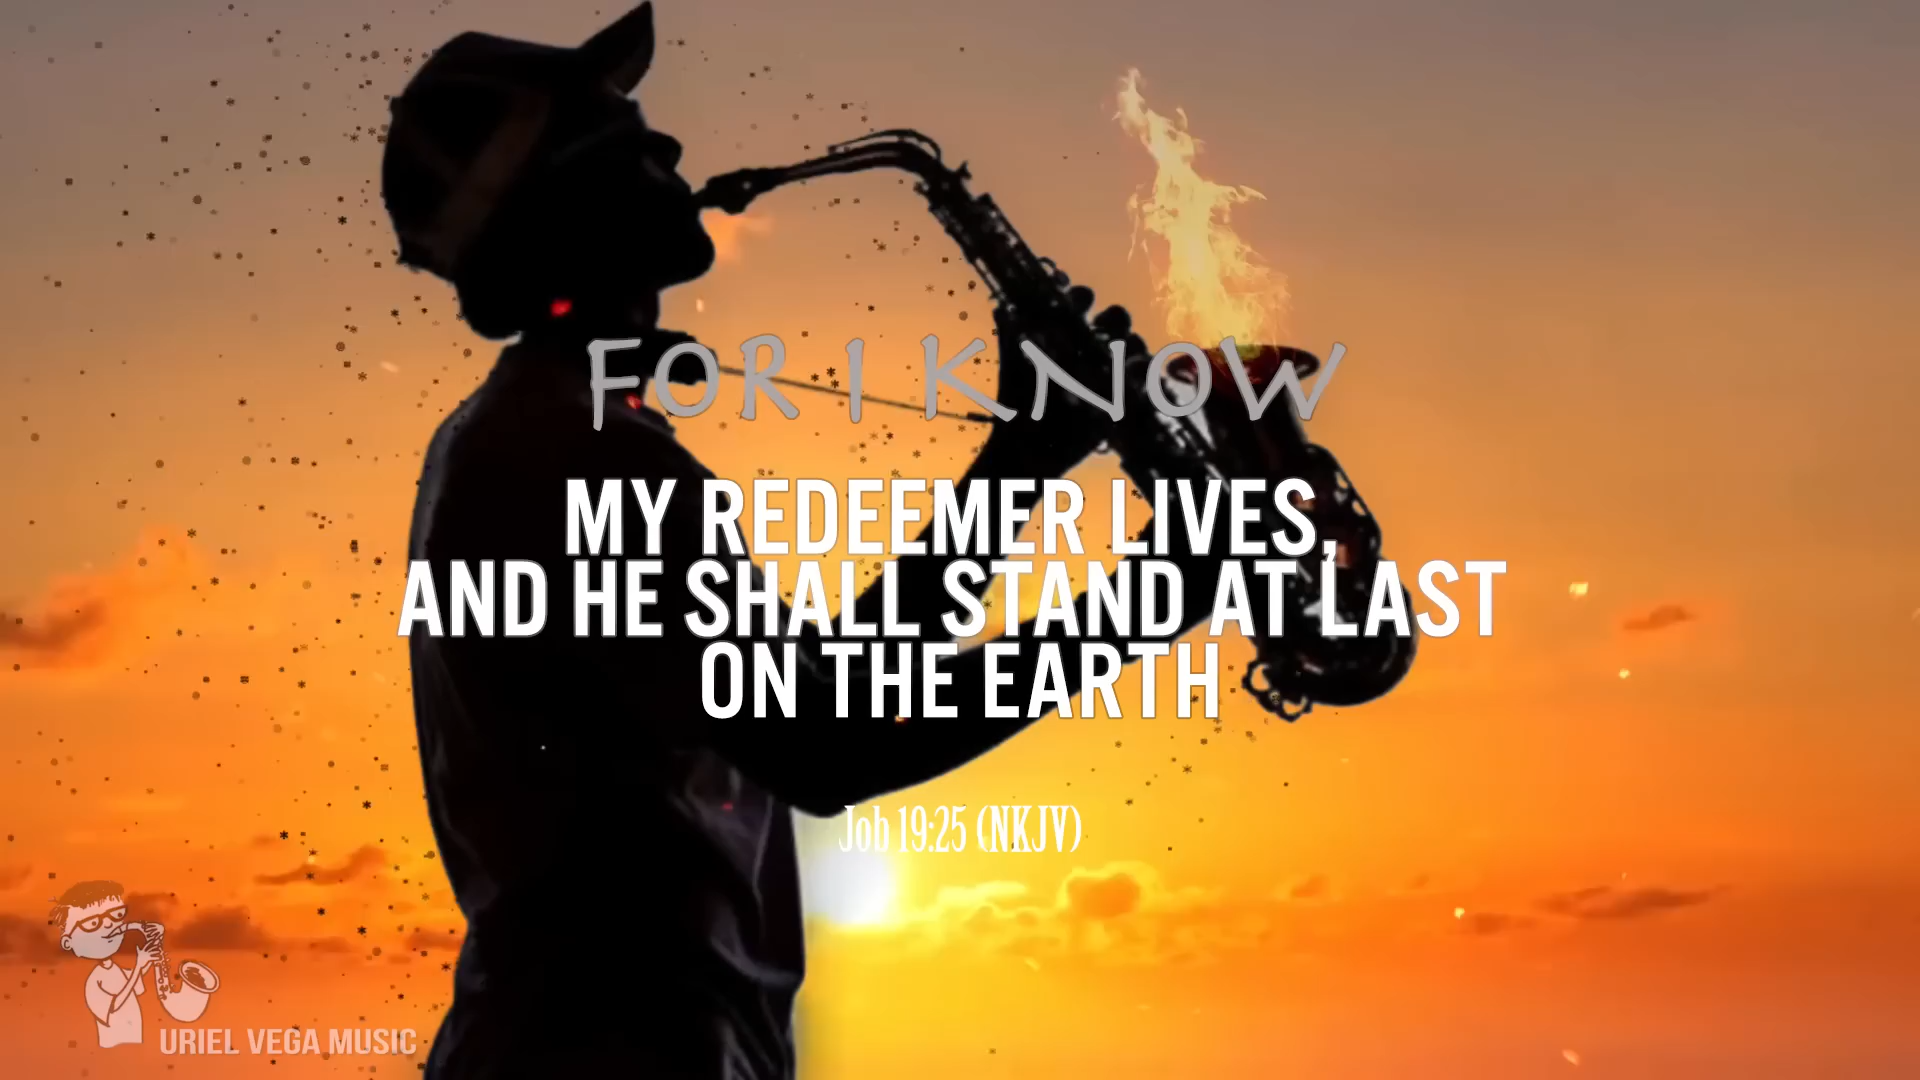 FOR I KNOW
MY REDEEMER LIVES,
AND HE SHALL STAND AT LAST
ON THE EARTH
Job 19:25 (NKJV)
URIEL VEGA MUSIC